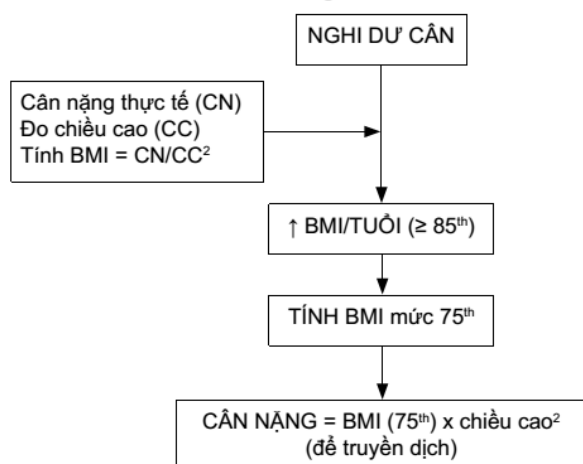 NGHI DƯ CÂN
Cân nặng thực tế (CN)
Đo chiều cao (CC)
Tính BMI = CN/CC²
↑ BMI/TUỔI (≥ 85ᵗʰ)
TÍNH BMI mức 75ᵗʰ
CÂN NẶNG = BMI (75ᵗʰ) x chiều cao²
(để truyền dịch)